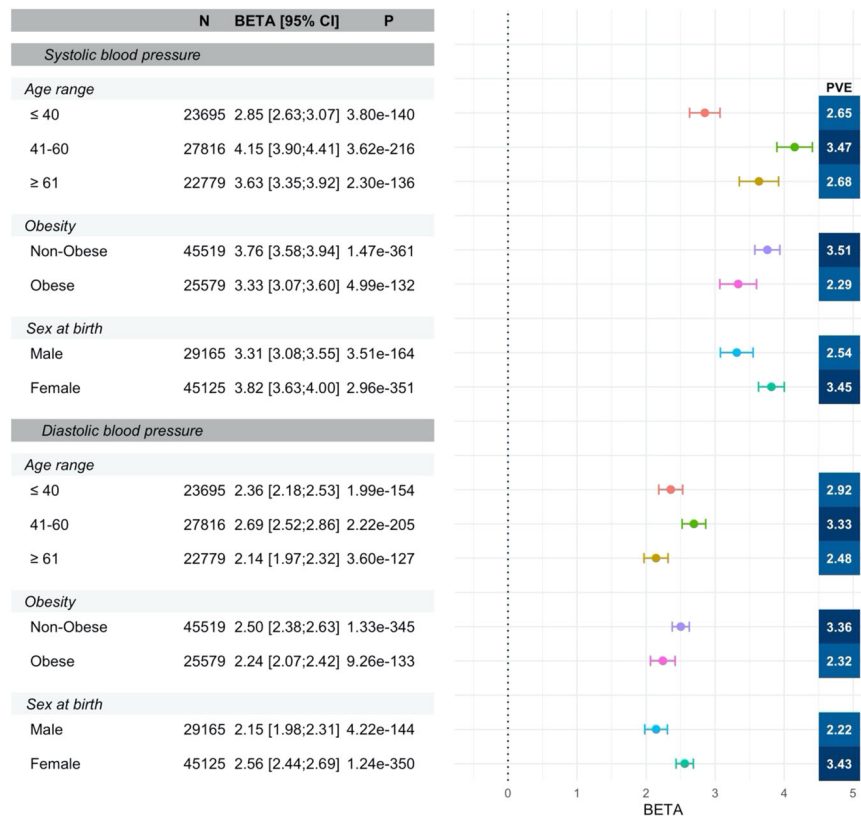 N BETA [95% CI] P
Systolic blood pressure
Age range PVE
≤ 40 23695 2.85 [2.63;3.07] 3.80e-140 2.65
41-60 27816 4.15 [3.90;4.41] 3.62e-216 3.47
≥ 61 22779 3.63 [3.35;3.92] 2.30e-136 2.68
Obesity
Non-Obese 45519 3.76 [3.58;3.94] 1.47e-361 3.51
Obese 25579 3.33 [3.07;3.60] 4.99e-132 2.29
Sex at birth
Male 29165 3.31 [3.08;3.55] 3.51e-164 2.54
Female 45125 3.82 [3.63;4.00] 2.96e-351 3.45
Diastolic blood pressure
Age range
≤ 40 23695 2.36 [2.18;2.53] 1.99e-154 2.92
41-60 27816 2.69 [2.52;2.86] 2.22e-205 3.33
≥ 61 22779 2.14 [1.97;2.32] 3.60e-127 2.48
Obesity
Non-Obese 45519 2.50 [2.38;2.63] 1.33e-345 3.36
Obese 25579 2.24 [2.07;2.42] 9.26e-133 2.32
Sex at birth
Male 29165 2.15 [1.98;2.31] 4.22e-144 2.22
Female 45125 2.56 [2.44;2.69] 1.24e-350 3.43
0 1 2 3 4 5
BETA